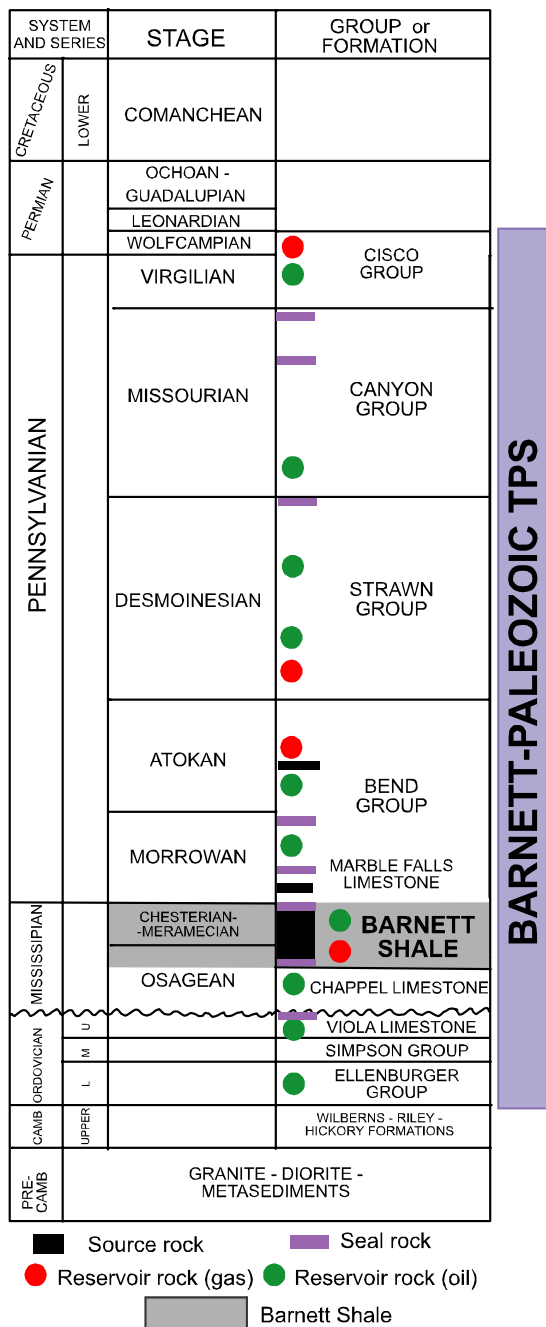 SYSTEM
AND SERIES
STAGE
GROUP or
FORMATION
CRETACEOUS
LOWER
COMANCHEAN
PERMIAN
OCHOAN -
GUADALUPIAN
LEONARDIAN
WOLFCAMPIAN
CISCO
GROUP
PENNSYLVANIAN
VIRGILIAN
MISSOURIAN
CANYON
GROUP
DESMOINESIAN
STRAWN
GROUP
ATOKAN
BEND
GROUP
MORROWAN
MARBLE FALLS
LIMESTONE
MISSISSIPIAN
CHESTERIAN-
-MERAMECIAN
BARNETT
SHALE
OSAGEAN
CHAPPEL LIMESTONE
ORDOVICIAN
U
VIOLA LIMESTONE
M
SIMPSON GROUP
L
ELLENBURGER
GROUP
CAMB
UPPER
WILBERNS - RILEY -
HICKORY FORMATIONS
PRE-
CAMB
GRANITE - DIORITE -
METASEDIMENTS
BARNETT-PALEOZOIC TPS
Source rock
Seal rock
Reservoir rock (gas)
Reservoir rock (oil)
Barnett Shale